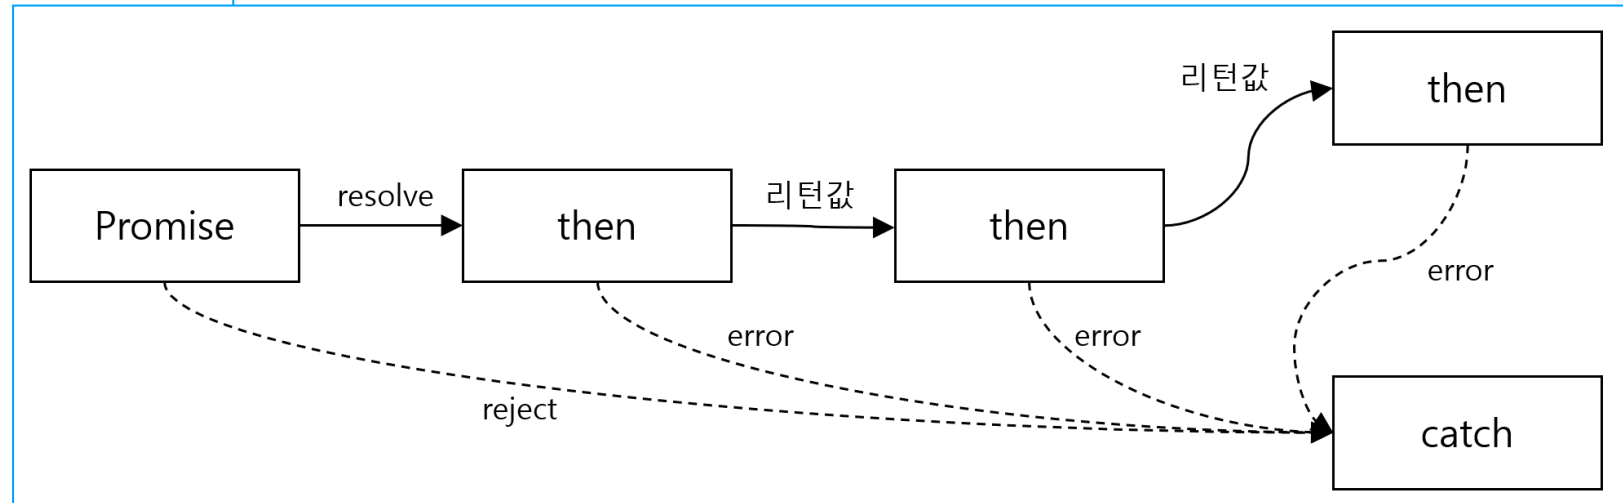 리턴값
then
Promise
resolve
then
리턴값
then
error
error
error
reject
catch